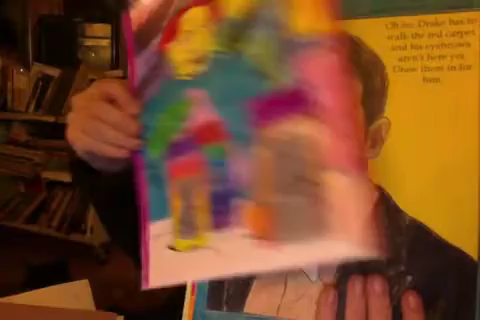 Oh no, Drake has to
walk the red carpet
and his eyebrows
aren't here yet.
Draw them in for
him.